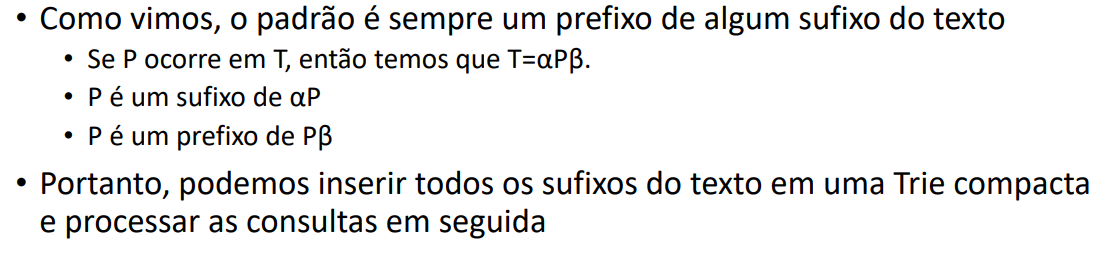 • Como vimos, o padrão é sempre um prefixo de algum sufixo do texto
• Se P ocorre em T, então temos que T=αPβ.
• P é um sufixo de αP
• P é um prefixo de Pβ
• Portanto, podemos inserir todos os sufixos do texto em uma Trie compacta
e processar as consultas em seguida